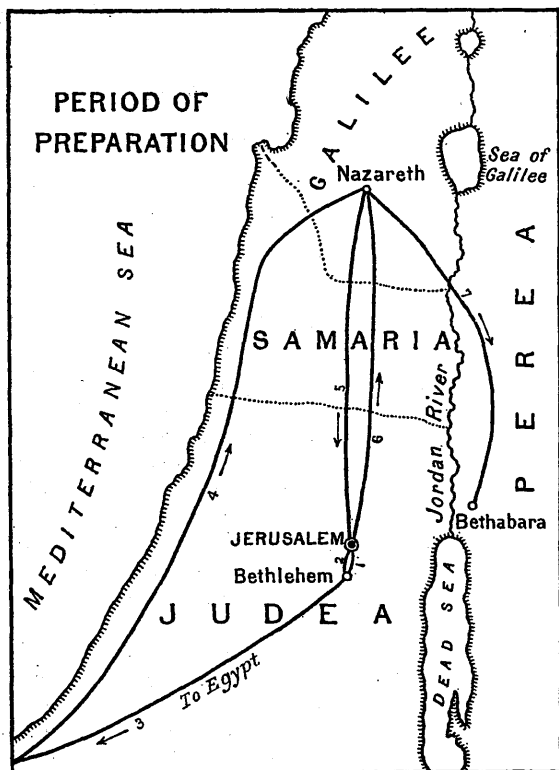 PERIOD OF
PREPARATION
GALILEE
Sea of
Galilee
Nazareth
MEDITERRANEAN SEA
PEREA
7
SAMARIA
5
6
Jordan River
4
Bethabara
JERUSALEM
2
1
Bethlehem
JUDEA
DEAD SEA
To Egypt
3